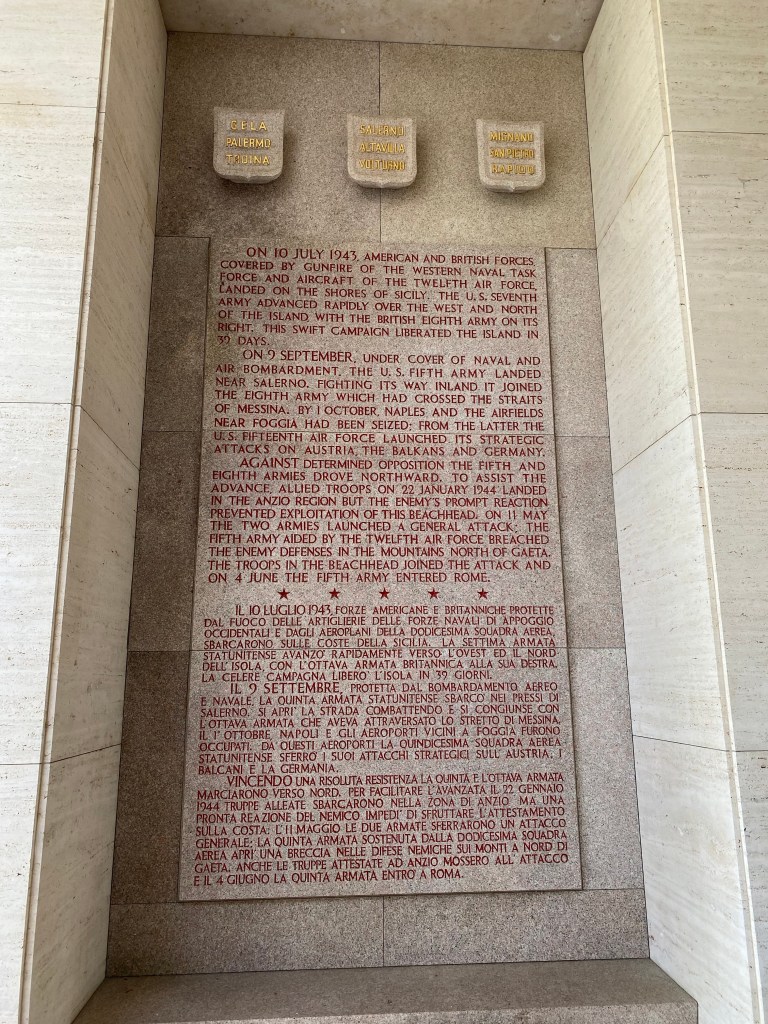 GELA
PALERMO
TROINA
SALERNO
ALTAVILLA
VOLTURNO
MIGNANO
SAN PIETRO
RAPIDO
ON 10 JULY 1943, AMERICAN AND BRITISH FORCES,
COVERED BY GUNFIRE OF THE WESTERN NAVAL TASK
FORCE AND AIRCRAFT OF THE TWELFTH AIR FORCE,
LANDED ON THE SHORES OF SICILY. THE U.S. SEVENTH
ARMY ADVANCED RAPIDLY OVER THE WEST AND NORTH
OF THE ISLAND WITH THE BRITISH EIGHTH ARMY ON ITS
RIGHT. THIS SWIFT CAMPAIGN LIBERATED THE ISLAND IN
39 DAYS.
ON 9 SEPTEMBER, UNDER COVER OF NAVAL AND
AIR BOMBARDMENT, THE U.S. FIFTH ARMY LANDED
NEAR SALERNO. FIGHTING ITS WAY INLAND IT JOINED
THE EIGHTH ARMY WHICH HAD CROSSED THE STRAITS
OF MESSINA. BY 1 OCTOBER, NAPLES AND THE AIRFIELDS
NEAR FOGGIA HAD BEEN SEIZED; FROM THE LATTER THE
U.S. FIFTEENTH AIR FORCE LAUNCHED ITS STRATEGIC
ATTACKS ON AUSTRIA, THE BALKANS AND GERMANY.
AGAINST DETERMINED OPPOSITION THE FIFTH AND
EIGHTH ARMIES DROVE NORTHWARD. TO ASSIST THE
ADVANCE, ALLIED TROOPS ON 22 JANUARY 1944 LANDED
IN THE ANZIO REGION BUT THE ENEMY'S PROMPT REACTION
PREVENTED EXPLOITATION OF THIS BEACHHEAD. ON 11 MAY
THE TWO ARMIES LAUNCHED A GENERAL ATTACK; THE
FIFTH ARMY AIDED BY THE TWELFTH AIR FORCE BREACHED
THE ENEMY DEFENSES IN THE MOUNTAINS NORTH OF GAETA.
THE TROOPS IN THE BEACHHEAD JOINED THE ATTACK AND
ON 4 JUNE THE FIFTH ARMY ENTERED ROME.
IL 10 LUGLIO 1943, FORZE AMERICANE E BRITANNICHE PROTETTE
DAL FUOCO DELLE ARTIGLIERIE DELLE FORZE NAVALI DI APPOGGIO
OCCIDENTALI E DAGLI AEROPLANI DELLA DODICESIMA SQUADRA AEREA,
SBARCARONO SULLE COSTE DELLA SICILIA. LA SETTIMA ARMATA
STATUNITENSE AVANZO' RAPIDAMENTE VERSO L'OVEST ED IL NORD
DELL'ISOLA, CON L'OTTAVA ARMATA BRITANNICA ALLA SUA DESTRA.
LA CELERE CAMPAGNA LIBERO' L'ISOLA IN 39 GIORNI.
IL 9 SETTEMBRE, PROTETTA DAL BOMBARDAMENTO AEREO
E NAVALE, LA QUINTA ARMATA STATUNITENSE SBARCO' NEI PRESSI DI
SALERNO. SI APRI' LA STRADA COMBATTENDO E SI CONGIUNSE CON
L'OTTAVA ARMATA CHE AVEVA ATTRAVERSATO LO STRETTO DI MESSINA.
IL 1° OTTOBRE, NAPOLI E GLI AEROPORTI VICINI A FOGGIA FURONO
OCCUPATI. DA QUESTI AEROPORTI LA QUINDICESIMA SQUADRA AEREA
STATUNITENSE SFERRO' I SUOI ATTACCHI STRATEGICI SULL'AUSTRIA, I
BALCANI E LA GERMANIA.
VINCENDO UNA RISOLUTA RESISTENZA LA QUINTA E L'OTTAVA ARMATA
MARCIARONO VERSO NORD. PER FACILITARE L'AVANZATA IL 22 GENNAIO
1944 TRUPPE ALLEATE SBARCARONO NELLA ZONA DI ANZIO MA UNA
PRONTA REAZIONE DEL NEMICO IMPEDI' DI SFRUTTARE L'ATTESTAMENTO
SULLA COSTA. L'11 MAGGIO LE DUE ARMATE SFERRARONO UN ATTACCO
GENERALE; LA QUINTA ARMATA SOSTENUTA DALLA DODICESIMA SQUADRA
AEREA APRI' UNA BRECCIA NELLE DIFESE NEMICHE SUI MONTI A NORD DI
GAETA. ANCHE LE TRUPPE ATTESTATE AD ANZIO MOSSERO ALL'ATTACCO
E IL 4 GIUGNO LA QUINTA ARMATA ENTRO' A ROMA.